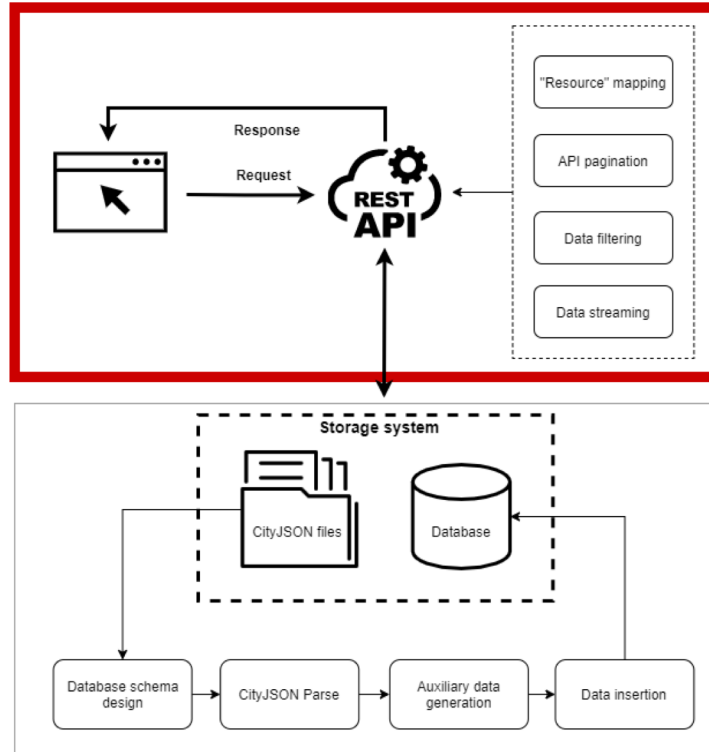 "Resource" mapping
Response
API pagination
Request
REST
API
Data filtering
Data streaming
Storage system
CityJSON files
Database
Database schema
design
CityJSON Parse
Auxiliary data
generation
Data insertion